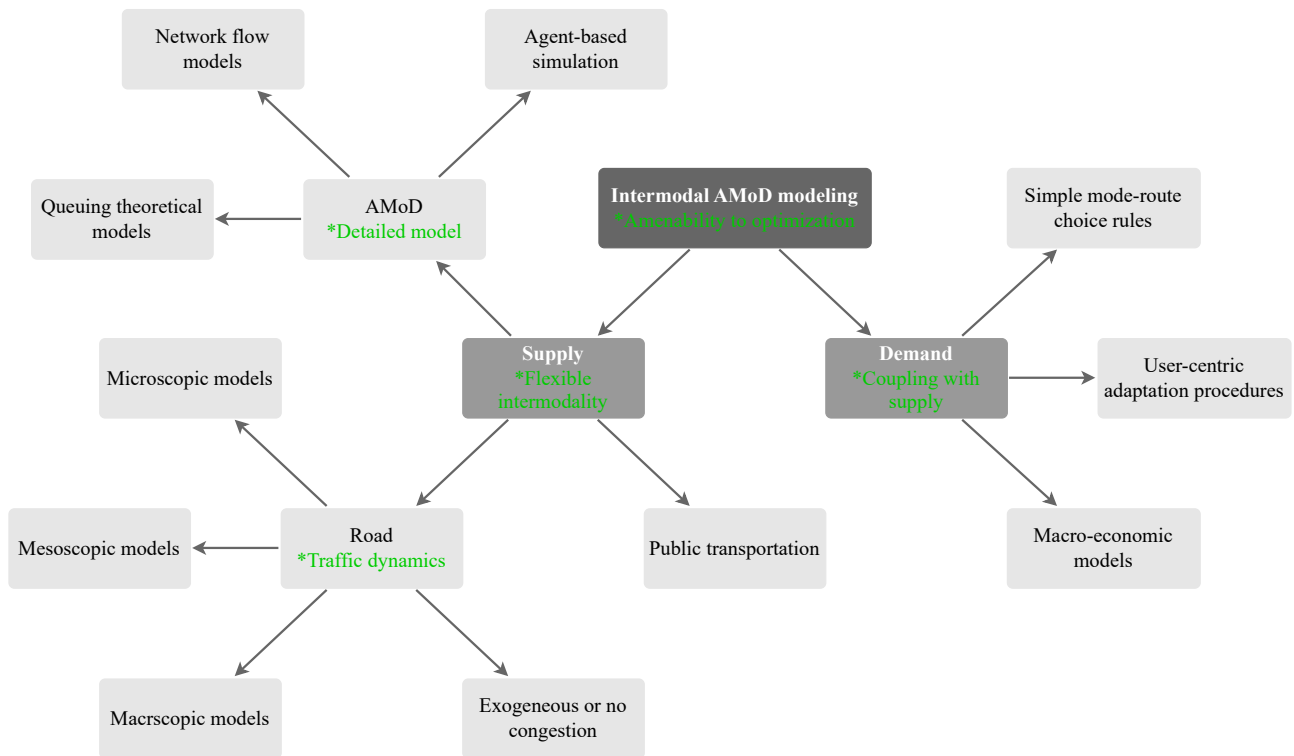 Network flow
models
Agent-based
simulation
Queuing theoretical
models
AMoD
*Detailed model
Intermodal AMoD modeling
*Amenability to optimization
Simple mode-route
choice rules
Microscopic models
Supply
*Flexible
intermodality
Demand
*Coupling with
supply
User-centric
adaptation procedures
Mesoscopic models
Road
*Traffic dynamics
Public transportation
Macro-economic
models
Macrscopic models
Exogeneous or no
congestion